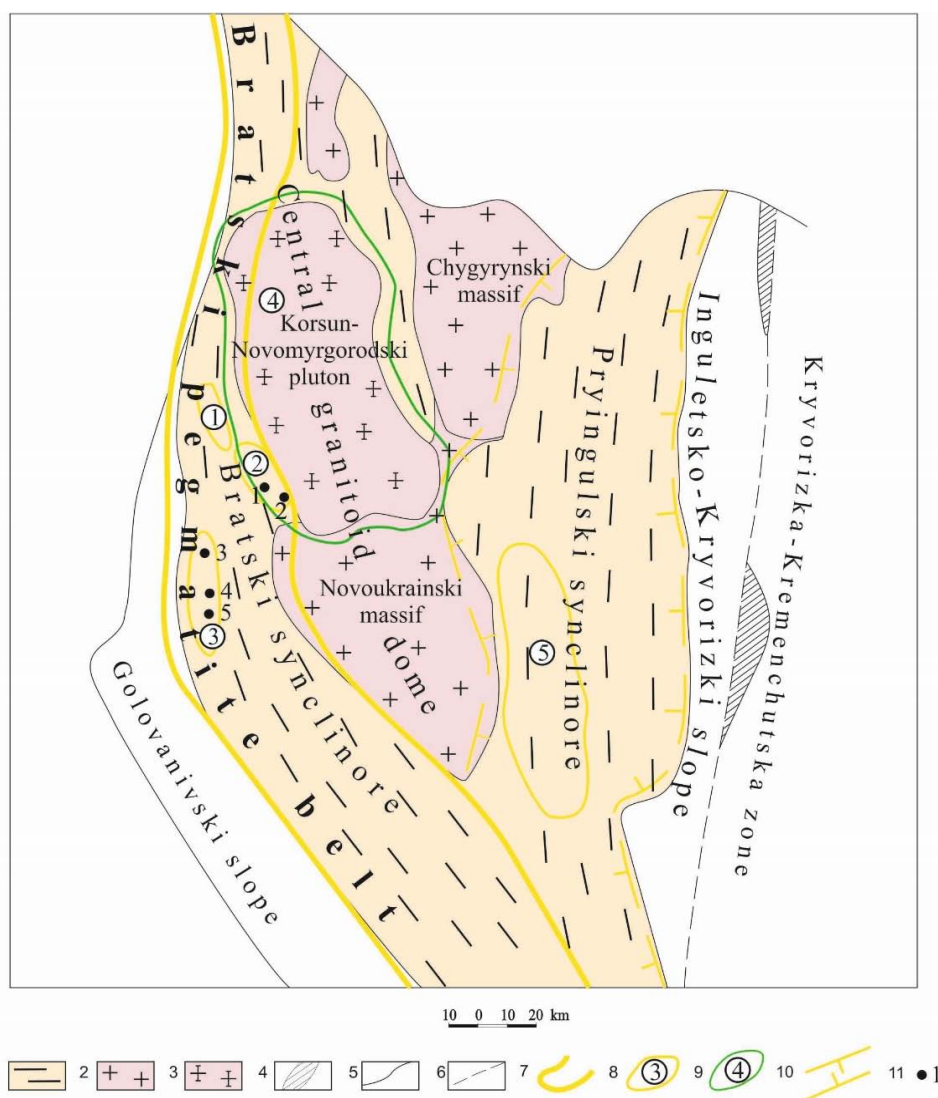 Bratski pegmatite belt
Central granitoid dome
Chygyrynski
massif
4
Korsun-
Novomyrgorodski
pluton
1
2
1
2
3
4
5
3
Bratski synclinore
Novoukrainski
massif
5
Pryingulski synclinore
Inguletsko-Kryvorizki slope
Kryvorizka-Kremenchutska zone
Golovanivski slope
10 0 10 20 km
2 3 4 5 6 7 8 3 9 4 10 11 1